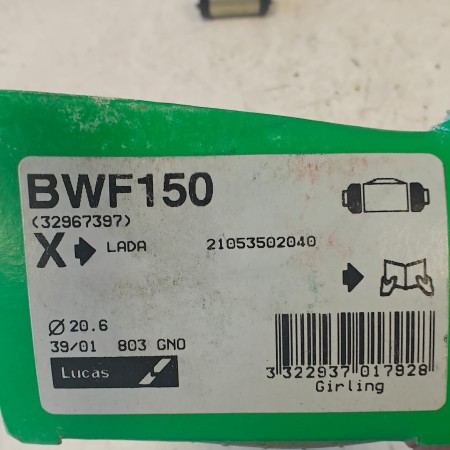 BWF150
(32967397)
X LADA 21053502040
Ø 20.6
39/01 803 GNO
Lucas
3 322937 017928
Girling